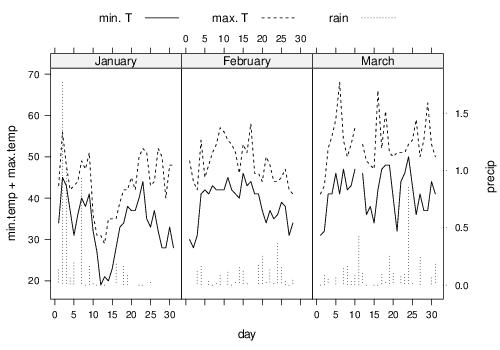 min. T max. T rain
0 5 10 15 20 25 30
January February March
70
60
50
40
30
20
min.temp + max.temp
1.5
1.0
0.5
0.0
precip
0 5 10 15 20 25 30 0 5 10 15 20 25 30
day